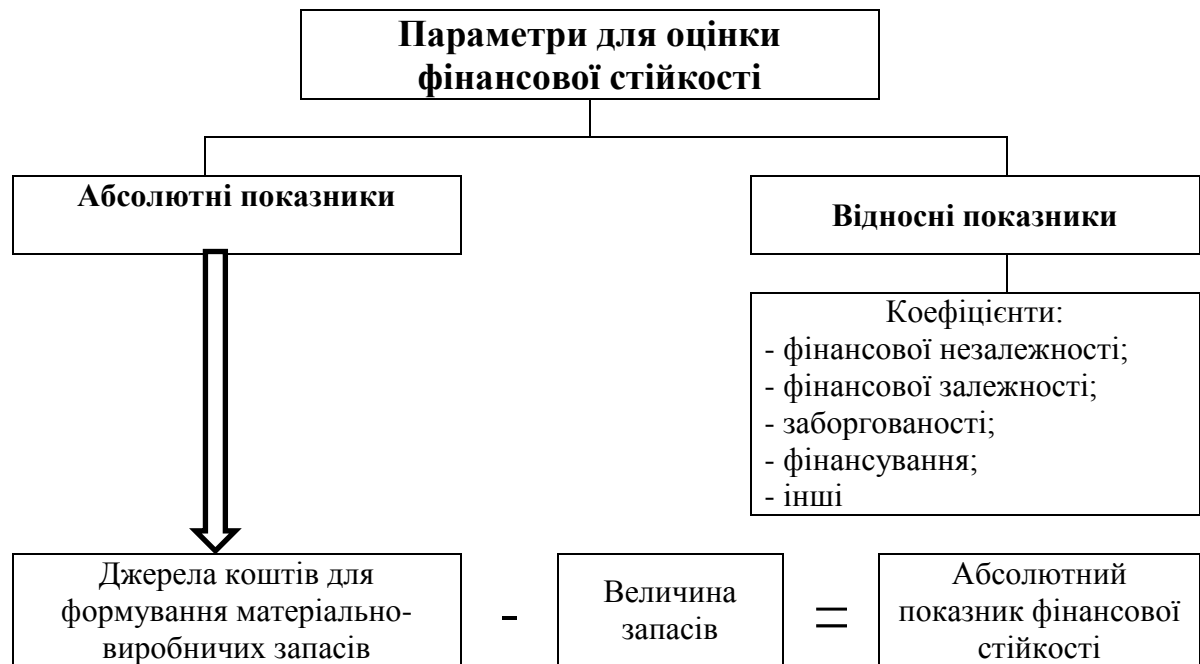 Параметри для оцінки
фінансової стійкості
Абсолютні показники
Відносні показники
Коефіцієнти:
- фінансової незалежності;
- фінансової залежності;
- заборгованості;
- фінансування;
- інші
Джерела коштів для
формування матеріально-
виробничих запасів
-
Величина
запасів
=
Абсолютний
показник фінансової
стійкості